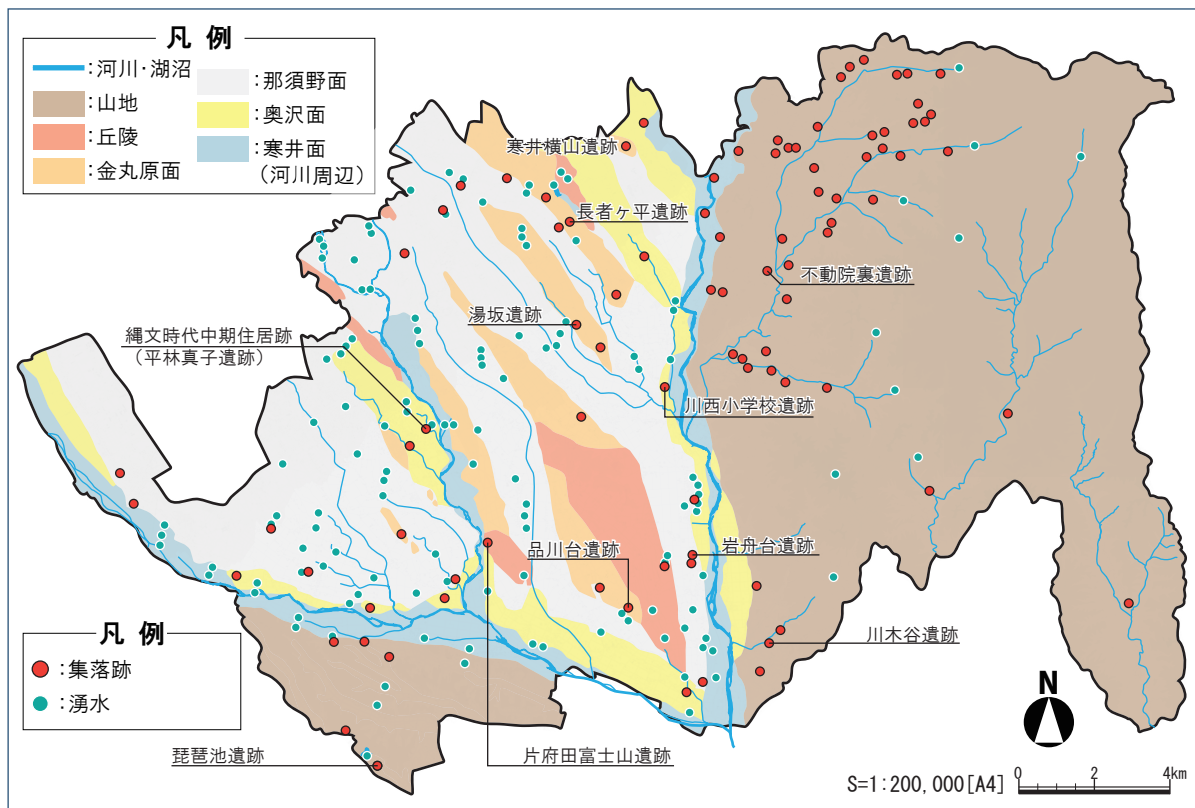 凡 例
:河川・湖沼
:山地
:丘陵
:金丸原面
:那須野面
:奥沢面
:寒井面
(河川周辺)
寒井横山遺跡
長者ヶ平遺跡
不動院裏遺跡
湯坂遺跡
縄文時代中期住居跡
(平林真子遺跡)
川西小学校遺跡
品川台遺跡
岩舟台遺跡
川木谷遺跡
凡 例
:集落跡
:湧水
琵琶池遺跡
片府田富士山遺跡
N
S=1:200,000[A4]
0 2 4km